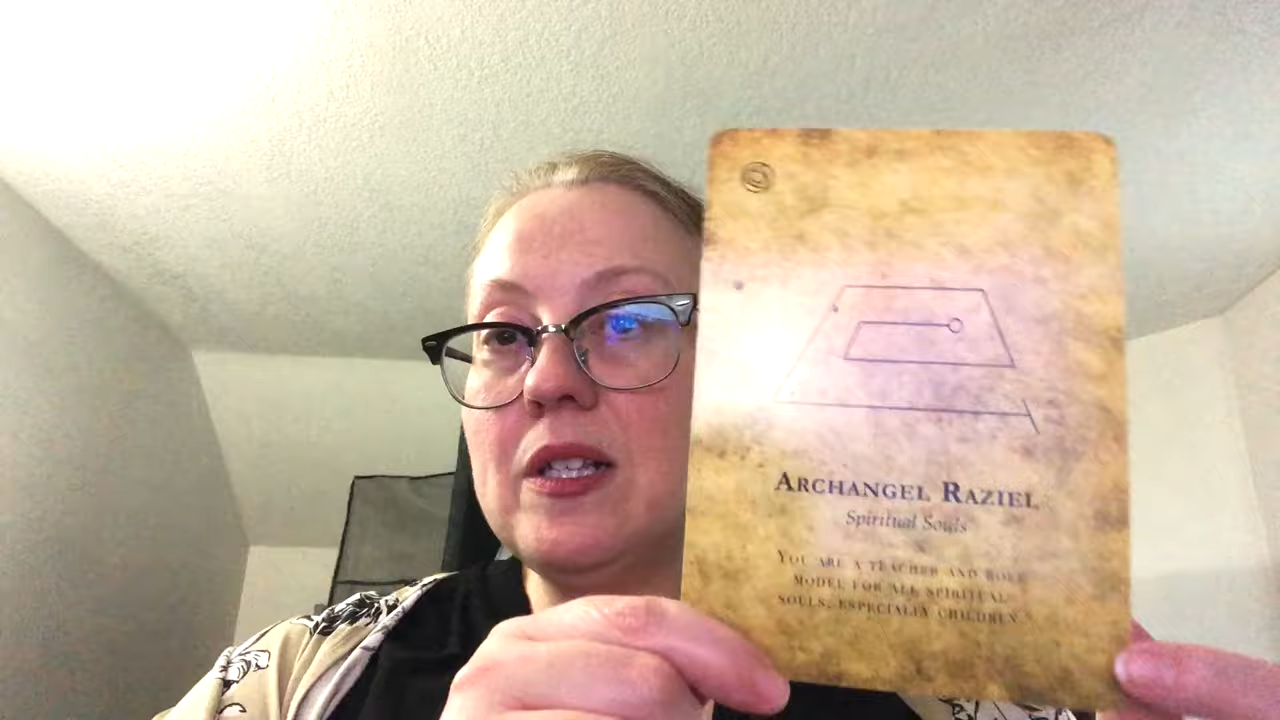 ARCHANGEL RAZIEL
Spiritual Souls
YOU ARE A TEACHER AND ROLE
MODEL FOR ALL SPIRITUAL
SOULS, ESPECIALLY CHILDREN.